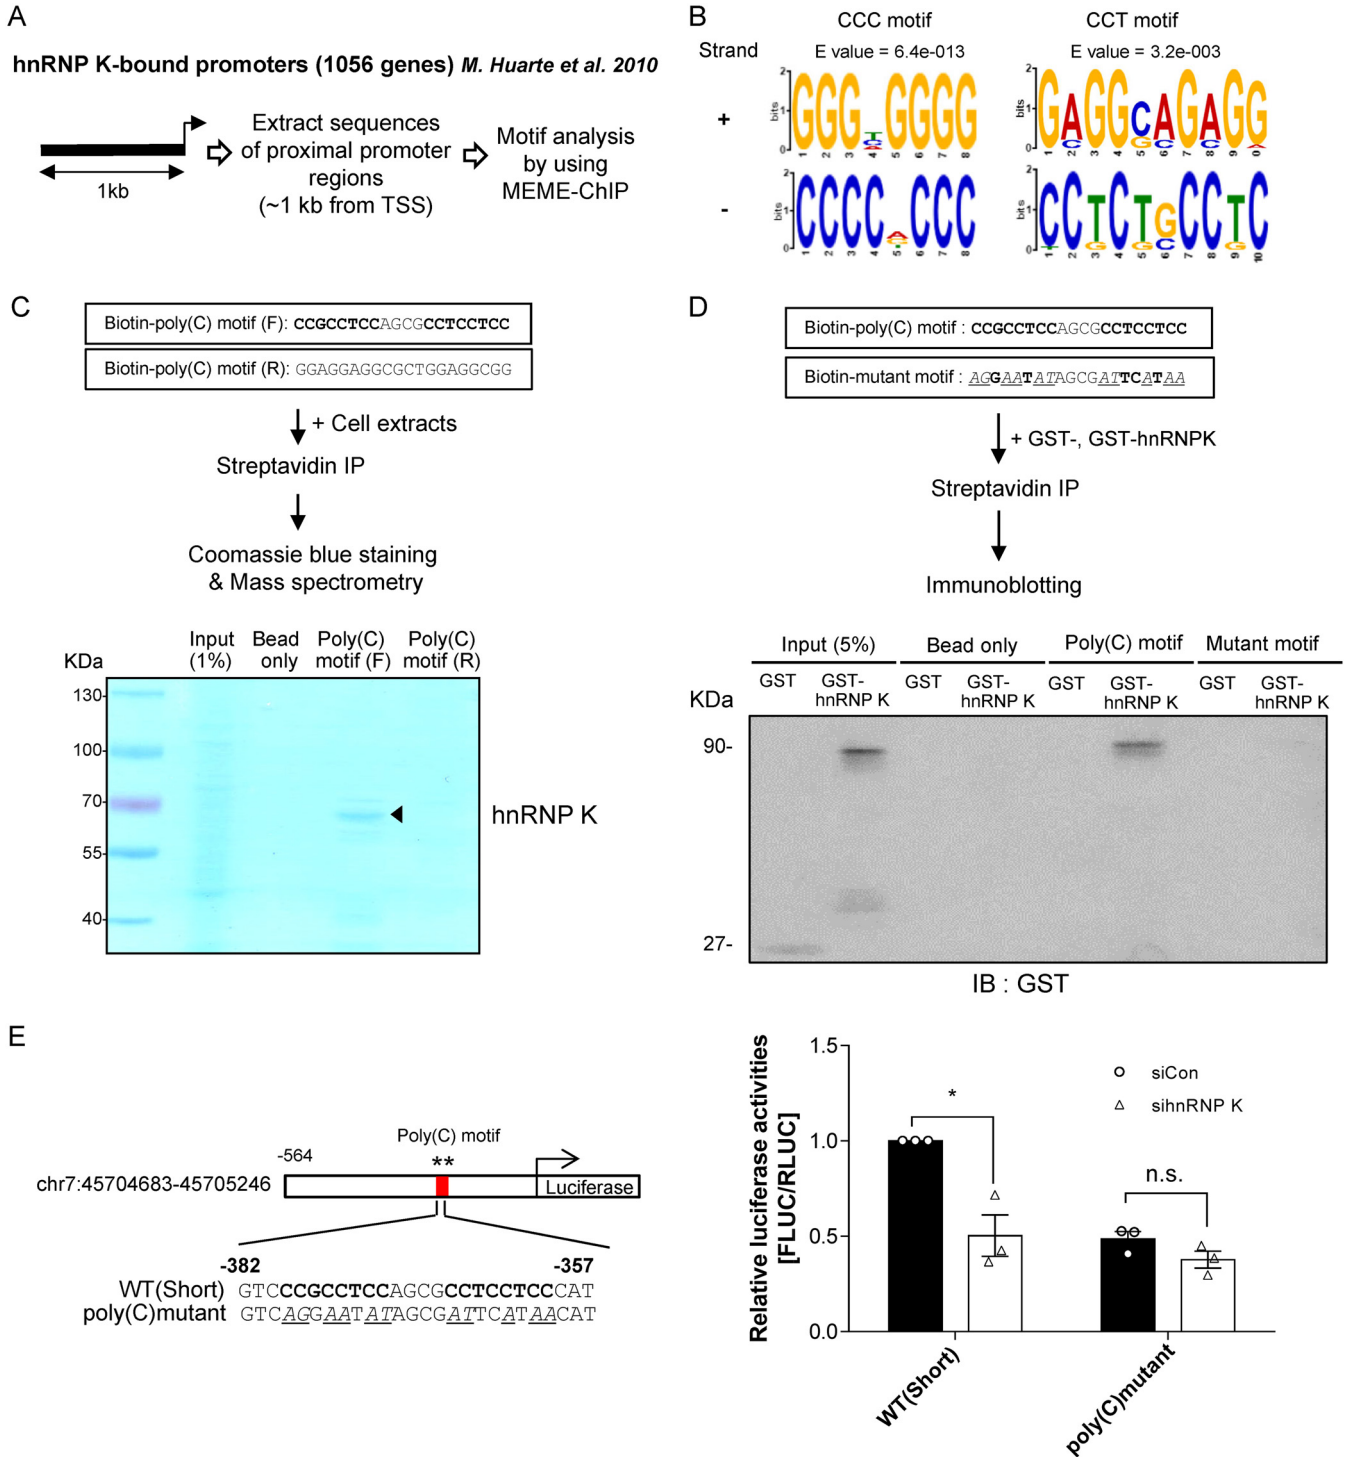 A
hnRNP K-bound promoters (1056 genes) M. Huarte et al. 2010
1kb
Extract sequences
of proximal promoter
regions
(~1 kb from TSS)
Motif analysis
by using
MEME-ChIP
B
CCC motif
CCT motif
Strand
E value = 6.4e-013
E value = 3.2e-003
+
-
C
Biotin-poly(C) motif (F): CCGCCTCCAGCGCCTCCTCC
Biotin-poly(C) motif (R): GGAGGAGGCGCTGGAGGCGG
+ Cell extracts
Streptavidin IP
Coomassie blue staining
& Mass spectrometry
KDa
Input (1%)
Bead only
Poly(C) motif (F)
Poly(C) motif (R)
130-
100-
70-
55-
40-
hnRNP K
D
Biotin-poly(C) motif : CCGCCTCCAGCGCCTCCTCC
Biotin-mutant motif : AGGAATATAGCGATTCATAA
+ GST-, GST-hnRNPK
Streptavidin IP
Immunoblotting
Input (5%)
Bead only
Poly(C) motif
Mutant motif
KDa
GST
GST-hnRNP K
GST
GST-hnRNP K
GST
GST-hnRNP K
GST
GST-hnRNP K
90-
27-
IB : GST
E
Poly(C) motif
**
-564
chr7:45704683-45705246
Luciferase
-382
-357
WT(Short) GTCCCGCCTCCAGCGCCTCCTCCCAT
poly(C)mutant GTCAGGAATATAGCGATTCATAACAT
Relative luciferase activities
[FLUC/RLUC]
1.5
1.0
0.5
0.0
siCon
sihnRNP K
*
n.s.
WT(Short)
poly(C)mutant